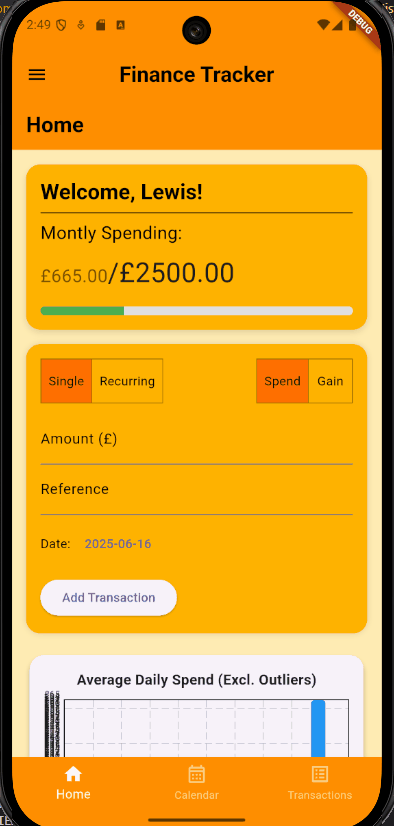 2:49
DEBUG
Finance Tracker
Home
Welcome, Lewis!
Montly Spending:
£665.00/£2500.00
Single Recurring Spend Gain
Amount (£)
Reference
Date: 2025-06-16
Add Transaction
Average Daily Spend (Excl. Outliers)
Home Calendar Transactions